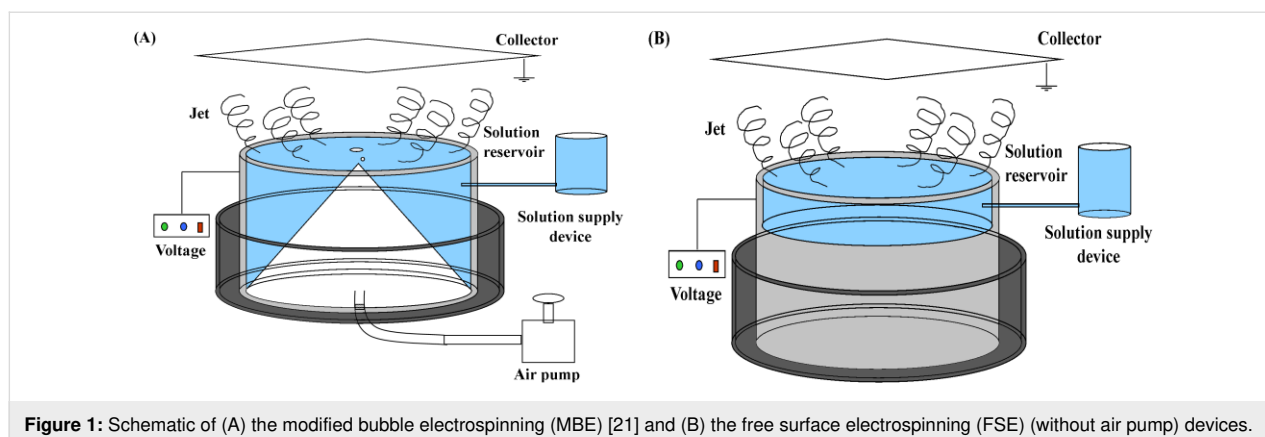 (A)
Collector
Jet
Solution
reservoir
Voltage
Solution supply
device
Air pump
(B)
Collector
Jet
Solution
reservoir
Voltage
Solution supply
device
Figure 1: Schematic of (A) the modified bubble electrospinning (MBE) [21] and (B) the free surface electrospinning (FSE) (without air pump) devices.